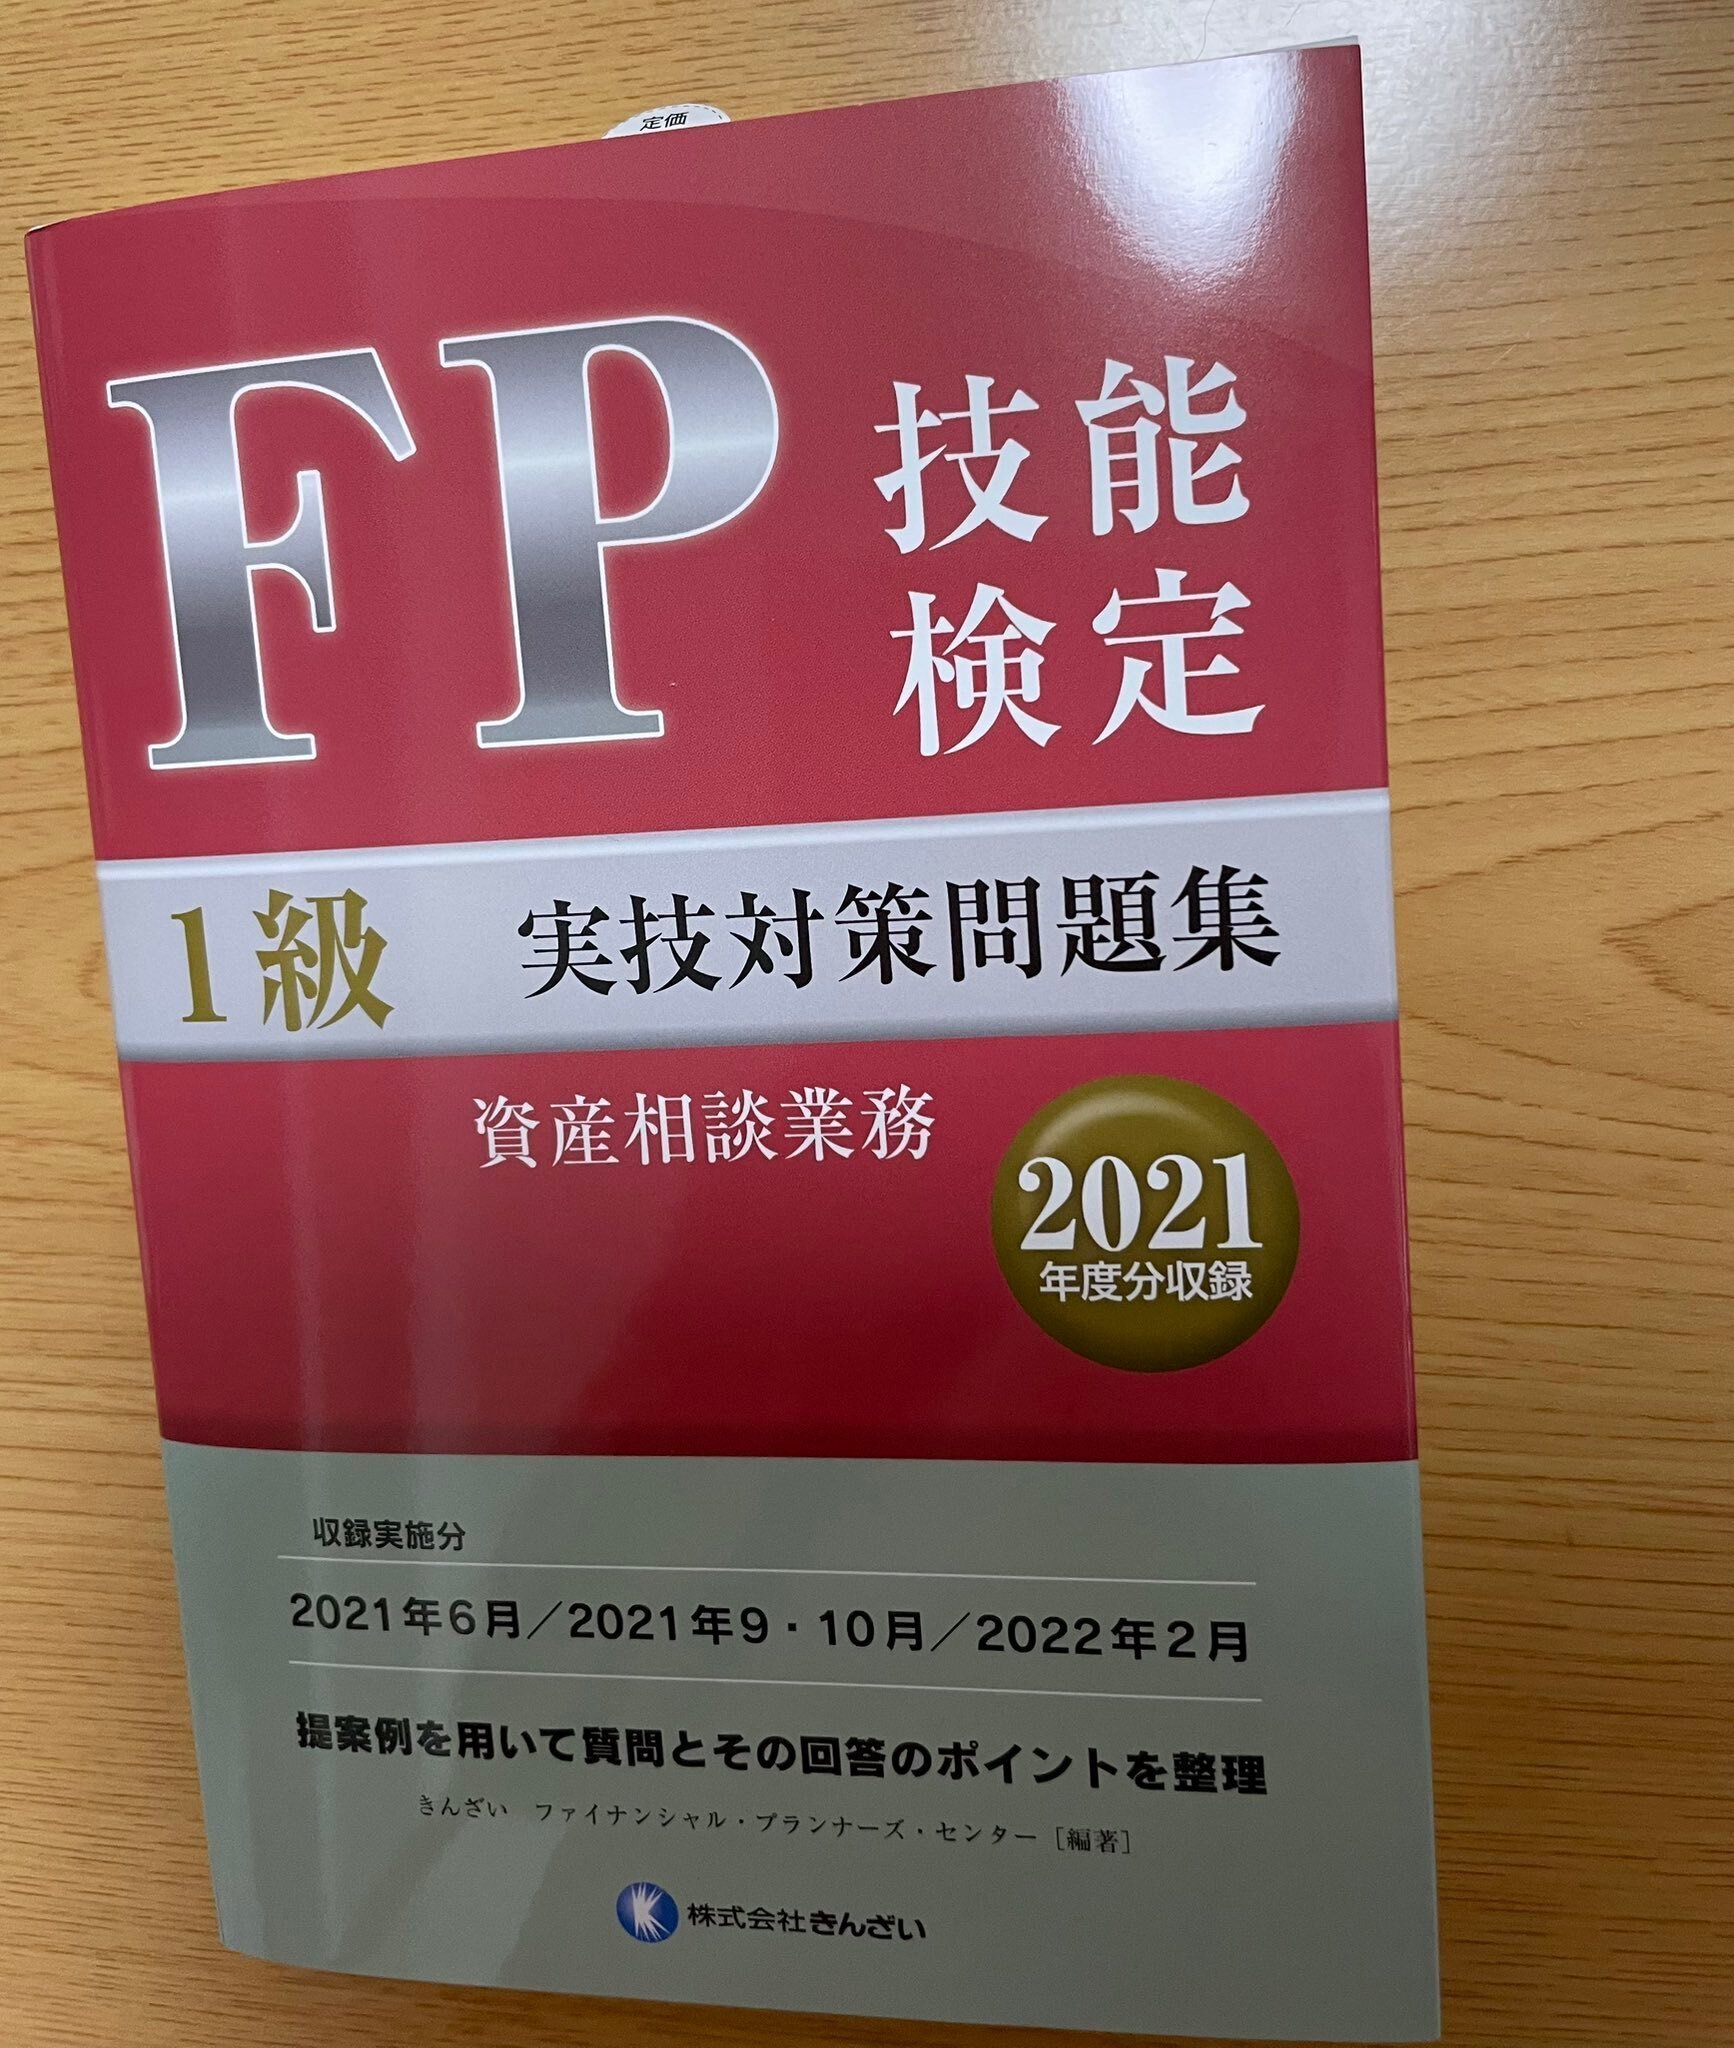 定価
FP 技能
検定
1級 実技対策問題集
資産相談業務
2021
年度分収録
収録実施分
2021年6月／2021年9・10月／2022年2月
提案例を用いて質問とその回答のポイントを整理
きんざい ファイナンシャル・プランナーズ・センター［編著］
株式会社きんざい